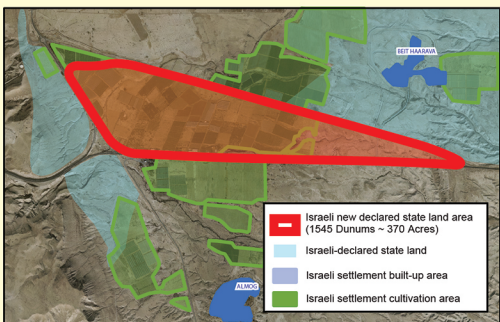 BEIT HAARAVA
Israeli new declared state land area
(1545 Dunums ~ 370 Acres)
Israeli-declared state land
Israeli settlement built-up area
Israeli settlement cultivation area
ALMOG